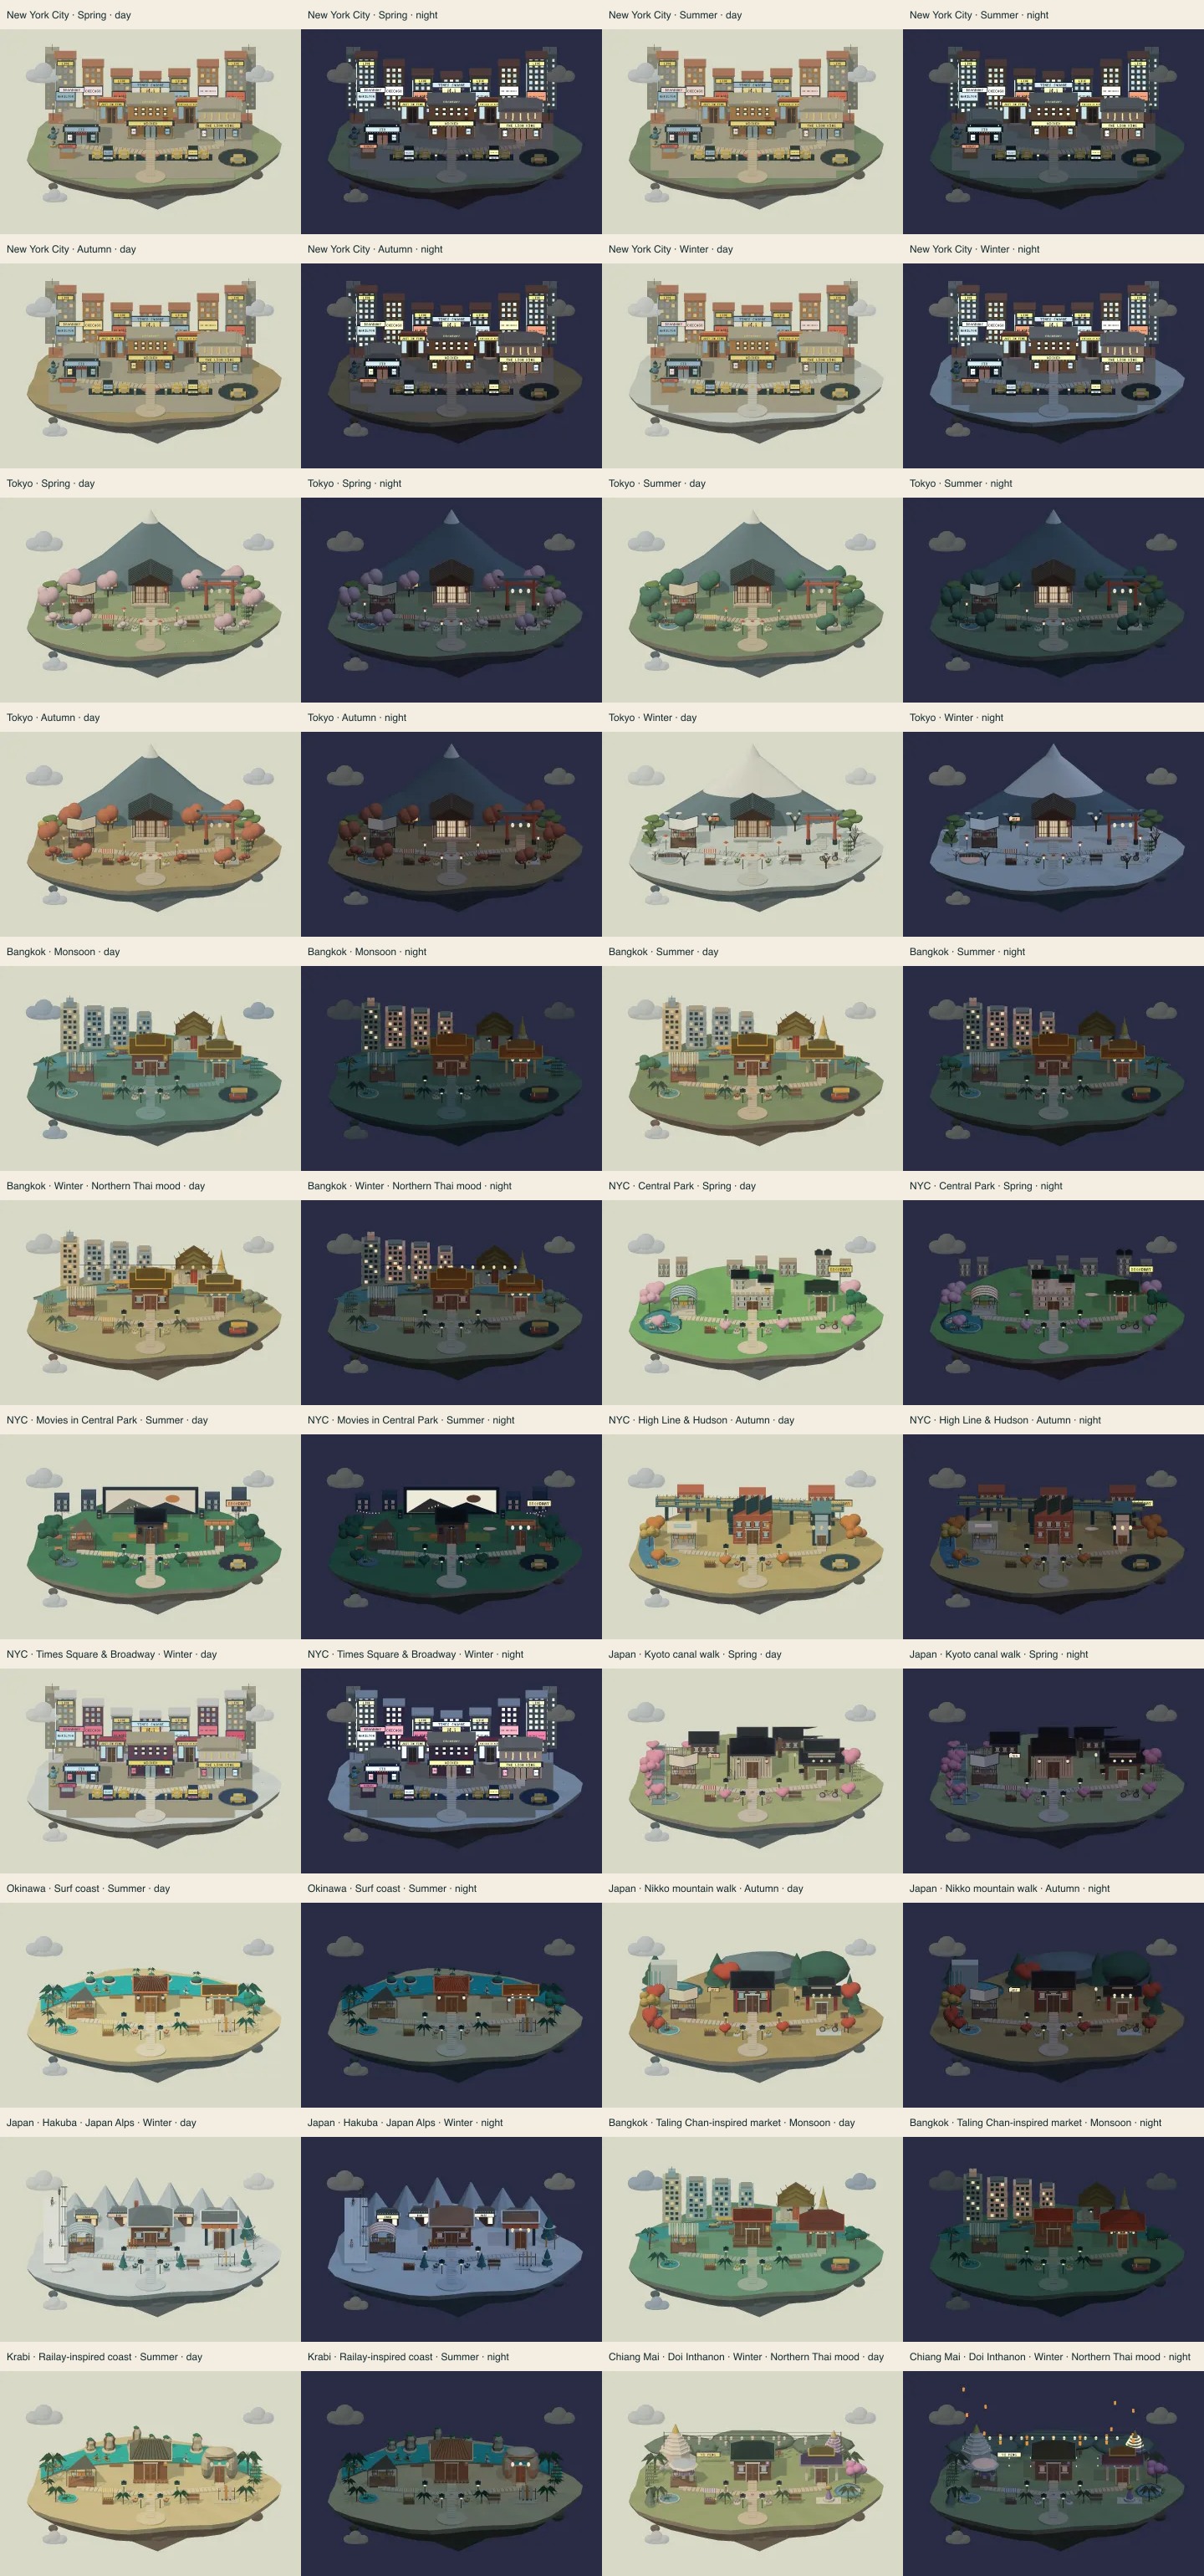 New York City · Spring · day
New York City · Spring · night
New York City · Summer · day
New York City · Summer · night
New York City · Autumn · day
New York City · Autumn · night
New York City · Winter · day
New York City · Winter · night
Tokyo · Spring · day
Tokyo · Spring · night
Tokyo · Summer · day
Tokyo · Summer · night
Tokyo · Autumn · day
Tokyo · Autumn · night
Tokyo · Winter · day
Tokyo · Winter · night
Bangkok · Monsoon · day
Bangkok · Monsoon · night
Bangkok · Summer · day
Bangkok · Summer · night
Bangkok · Winter · Northern Thai mood · day
Bangkok · Winter · Northern Thai mood · night
NYC · Central Park · Spring · day
NYC · Central Park · Spring · night
NYC · Movies in Central Park · Summer · day
NYC · Movies in Central Park · Summer · night
NYC · High Line & Hudson · Autumn · day
NYC · High Line & Hudson · Autumn · night
NYC · Times Square & Broadway · Winter · day
NYC · Times Square & Broadway · Winter · night
Japan · Kyoto canal walk · Spring · day
Japan · Kyoto canal walk · Spring · night
Okinawa · Surf coast · Summer · day
Okinawa · Surf coast · Summer · night
Japan · Nikko mountain walk · Autumn · day
Japan · Nikko mountain walk · Autumn · night
Japan · Hakuba · Japan Alps · Winter · day
Japan · Hakuba · Japan Alps · Winter · night
Bangkok · Taling Chan-inspired market · Monsoon · day
Bangkok · Taling Chan-inspired market · Monsoon · night
Krabi · Railay-inspired coast · Summer · day
Krabi · Railay-inspired coast · Summer · night
Chiang Mai · Doi Inthanon · Winter · Northern Thai mood · day
Chiang Mai · Doi Inthanon · Winter · Northern Thai mood · night